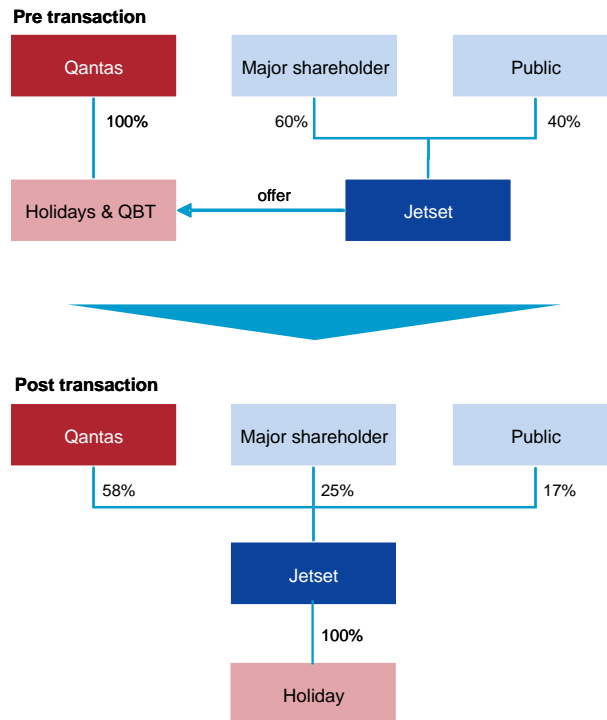 Pre transaction
Qantas
Major shareholder
Public
100%
60%
40%
Holidays & QBT
offer
Jetset
Post transaction
Qantas
Major shareholder
Public
58%
25%
17%
Jetset
100%
Holiday